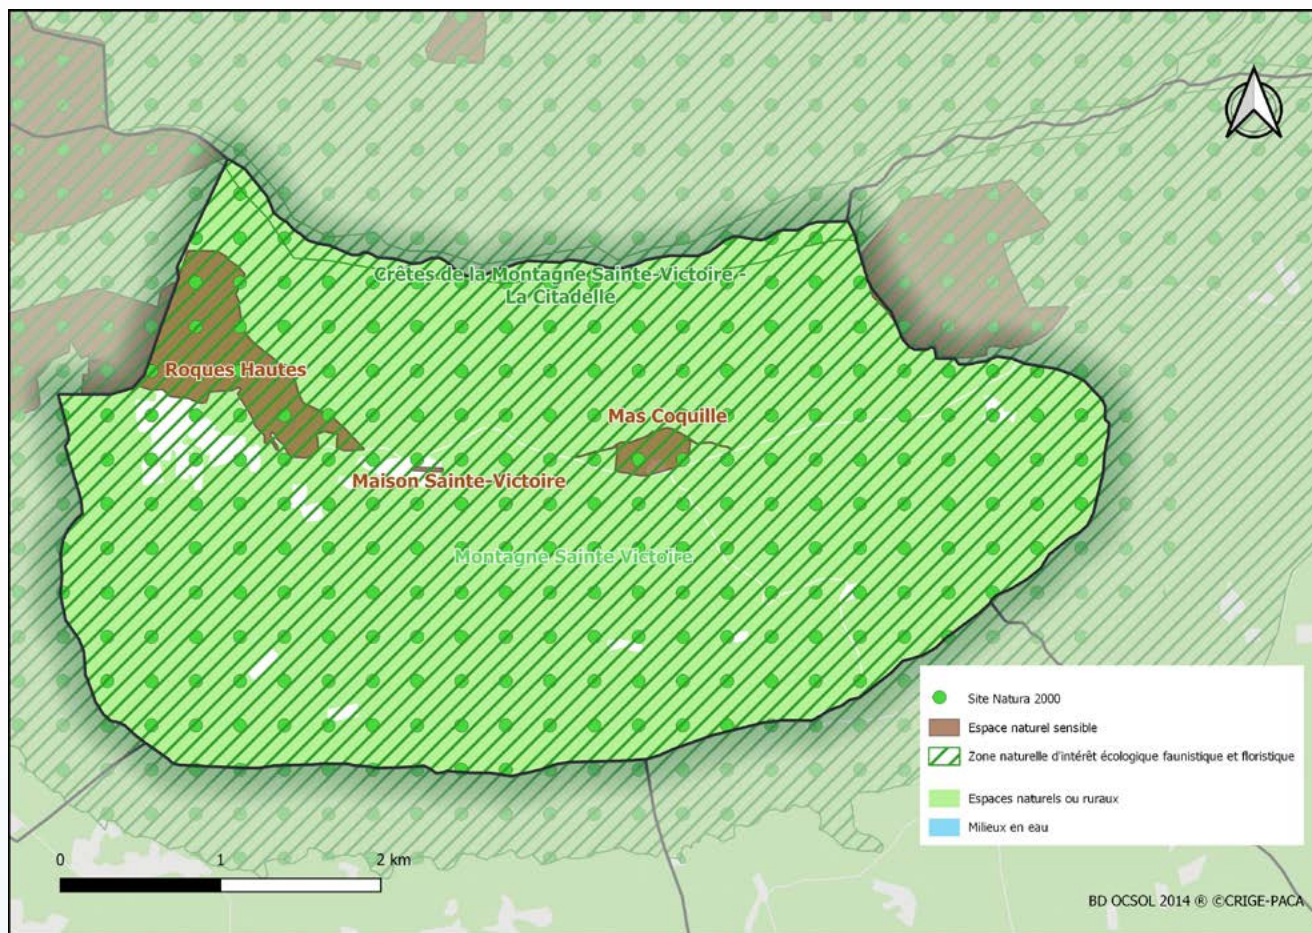 Crêtes de la Montagne Sainte-Victoire -
La Citadelle
Roques Hautes
Mas Coquille
Maison Sainte-Victoire
Montagne Sainte Victoire
Site Natura 2000
Espace naturel sensible
Zone naturelle d'intérêt écologique faunistique et floristique
Espaces naturels ou ruraux
Milieux en eau
0 1 2 km
BD OCSOL 2014 ® ©CRIGE-PACA